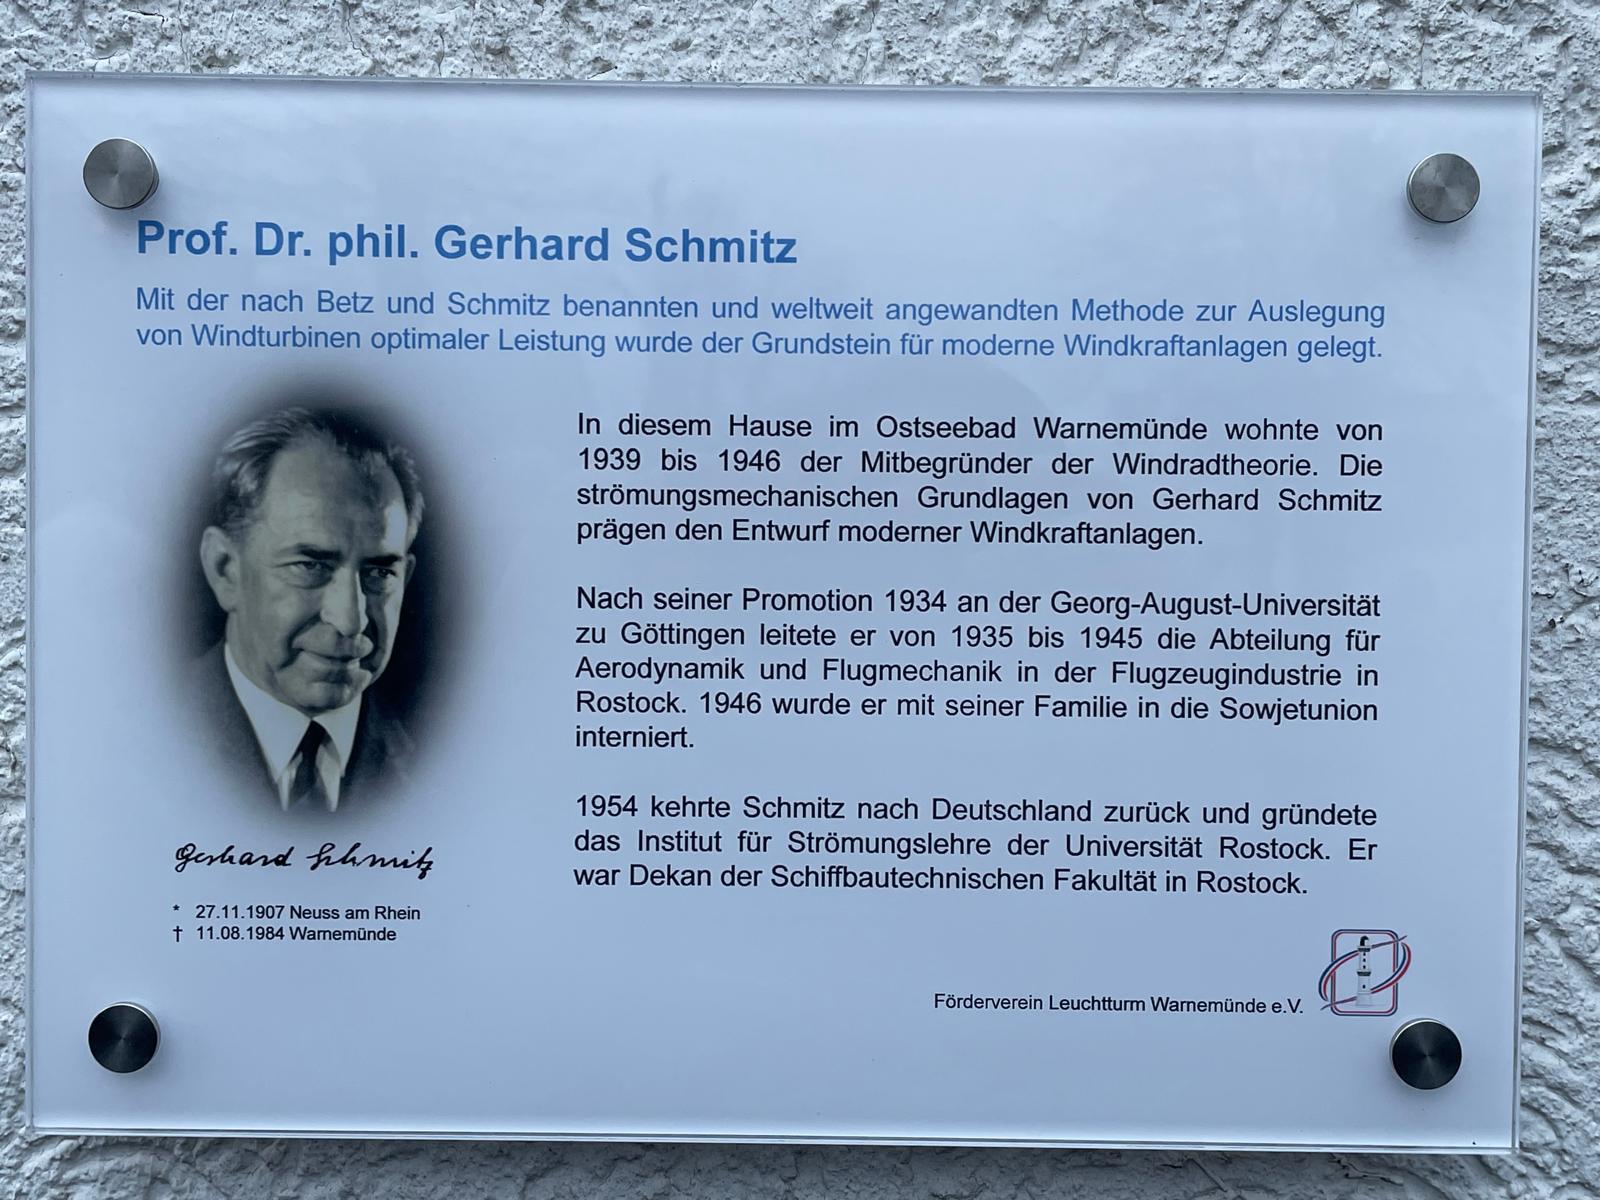 Prof. Dr. phil. Gerhard Schmitz
Mit der nach Betz und Schmitz benannten und weltweit angewandten Methode zur Auslegung
von Windturbinen optimaler Leistung wurde der Grundstein für moderne Windkraftanlagen gelegt.
In diesem Hause im Ostseebad Warnemünde wohnte von
1939 bis 1946 der Mitbegründer der Windradtheorie. Die
strömungsmechanischen Grundlagen von Gerhard Schmitz
prägen den Entwurf moderner Windkraftanlagen.
Nach seiner Promotion 1934 an der Georg-August-Universität
zu Göttingen leitete er von 1935 bis 1945 die Abteilung für
Aerodynamik und Flugmechanik in der Flugzeugindustrie in
Rostock. 1946 wurde er mit seiner Familie in die Sowjetunion
interniert.
1954 kehrte Schmitz nach Deutschland zurück und gründete
das Institut für Strömungslehre der Universität Rostock. Er
war Dekan der Schiffbautechnischen Fakultät in Rostock.
Gerhard Schmitz
* 27.11.1907 Neuss am Rhein
† 11.08.1984 Warnemünde
Förderverein Leuchtturm Warnemünde e.V.